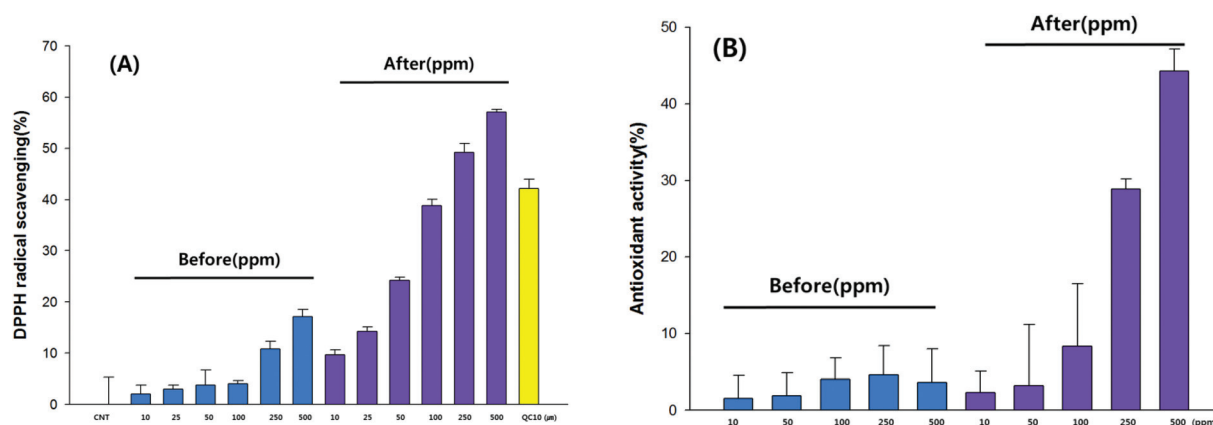 (A)
After(ppm)
Before(ppm)
DPPH radical scavenging(%)
70
60
50
40
30
20
10
0
CNT 10 25 50 100 250 500 10 25 50 100 250 500 QC10 (㎛)
(B)
After(ppm)
Before(ppm)
Antioxidant activity(%)
50
40
30
20
10
0
10 50 100 250 500 10 50 100 250 500 (ppm)